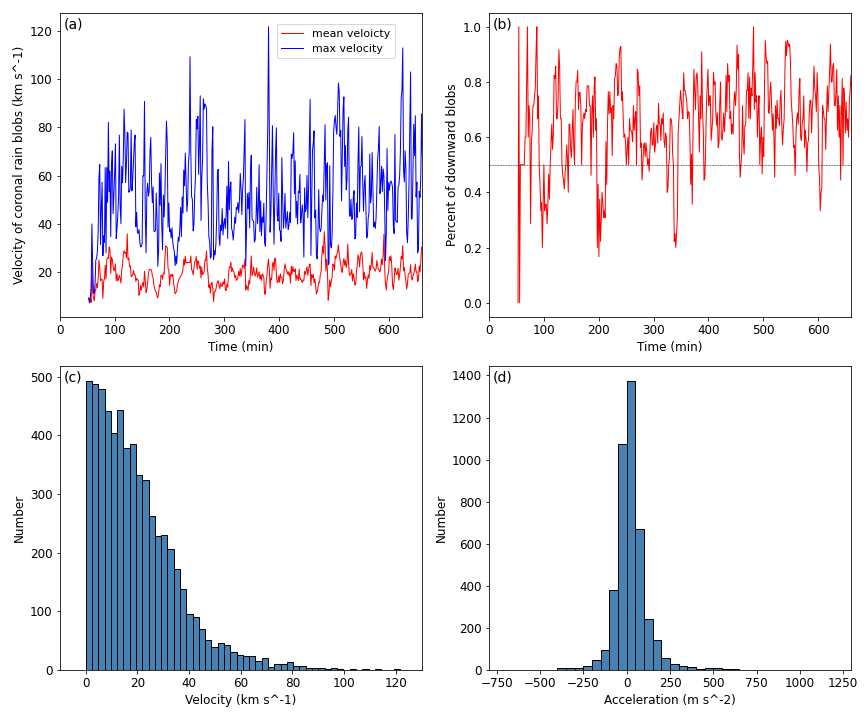 (a)
mean veloicty
max velocity
Velocity of coronal rain blobs (km s^-1)
120
100
80
60
40
20
0 100 200 300 400 500 600
Time (min)
(b)
Percent of downward blobs
1.0
0.8
0.6
0.4
0.2
0.0
0 100 200 300 400 500 600
Time (min)
(c)
Number
500
400
300
200
100
0
0 20 40 60 80 100 120
Velocity (km s^-1)
(d)
Number
1400
1200
1000
800
600
400
200
0
−750 −500 −250 0 250 500 750 1000 1250
Acceleration (m s^-2)